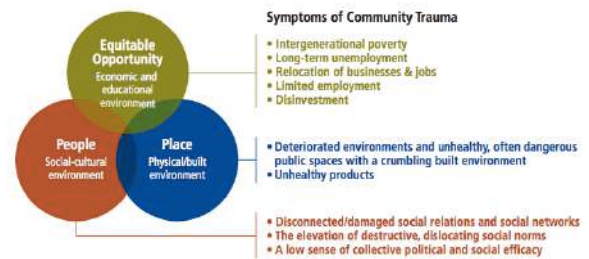 Symptoms of Community Trauma
Equitable
Opportunity
Economic and
educational
environment
• Intergenerational poverty
• Long-term unemployment
• Relocation of businesses & jobs
• Limited employment
• Disinvestment
People
Social-cultural
environment
Place
Physical/built
environment
• Deteriorated environments and unhealthy, often dangerous
public spaces with a crumbling built environment
• Unhealthy products
• Disconnected/damaged social relations and social networks
• The elevation of destructive, dislocating social norms
• A low sense of collective political and social efficacy